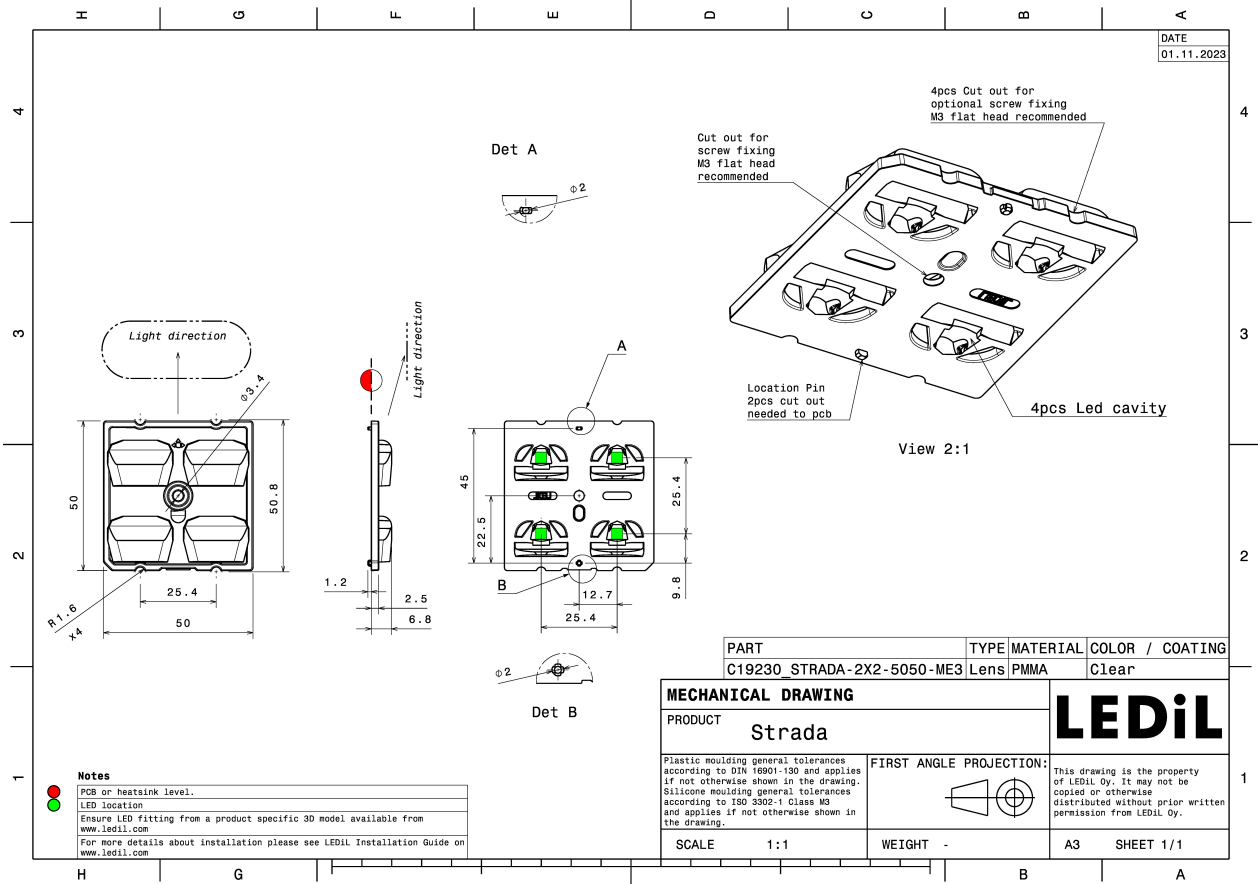 H G F E D C B A
DATE
01.11.2023
4
4
4pcs Cut out for
optional screw fixing
M3 flat head recommended
Cut out for
screw fixing
M3 flat head
recommended
Det A
Φ2
3
3
Light direction
Light direction
Φ3.4
A
Location Pin
2pcs cut out
needed to pcb
4pcs Led cavity
View 2:1
50
50.8
45
22.5
25.4
9.8
2
2
1.2
2.5
6.8
R1.6
x4
25.4
50
B
12.7
25.4
Φ2
Det B
PART TYPE MATERIAL COLOR / COATING
C19230_STRADA-2X2-5050-ME3 Lens PMMA Clear
MECHANICAL DRAWING
LEDiL
PRODUCT
Strada
1
1
Plastic moulding general tolerances
according to DIN 16901-130 and applies
if not otherwise shown in the drawing.
Silicone moulding general tolerances
according to ISO 3302-1 Class M3
and applies if not otherwise shown in
the drawing.
FIRST ANGLE PROJECTION:
This drawing is the property
of LEDiL Oy. It may not be
copied or otherwise
distributed without prior written
permission from LEDiL Oy.
Notes
PCB or heatsink level.
LED location
Ensure LED fitting from a product specific 3D model available from
www.ledil.com
For more details about installation please see LEDiL Installation Guide on
www.ledil.com
SCALE 1:1 WEIGHT - A3 SHEET 1/1
H G B A